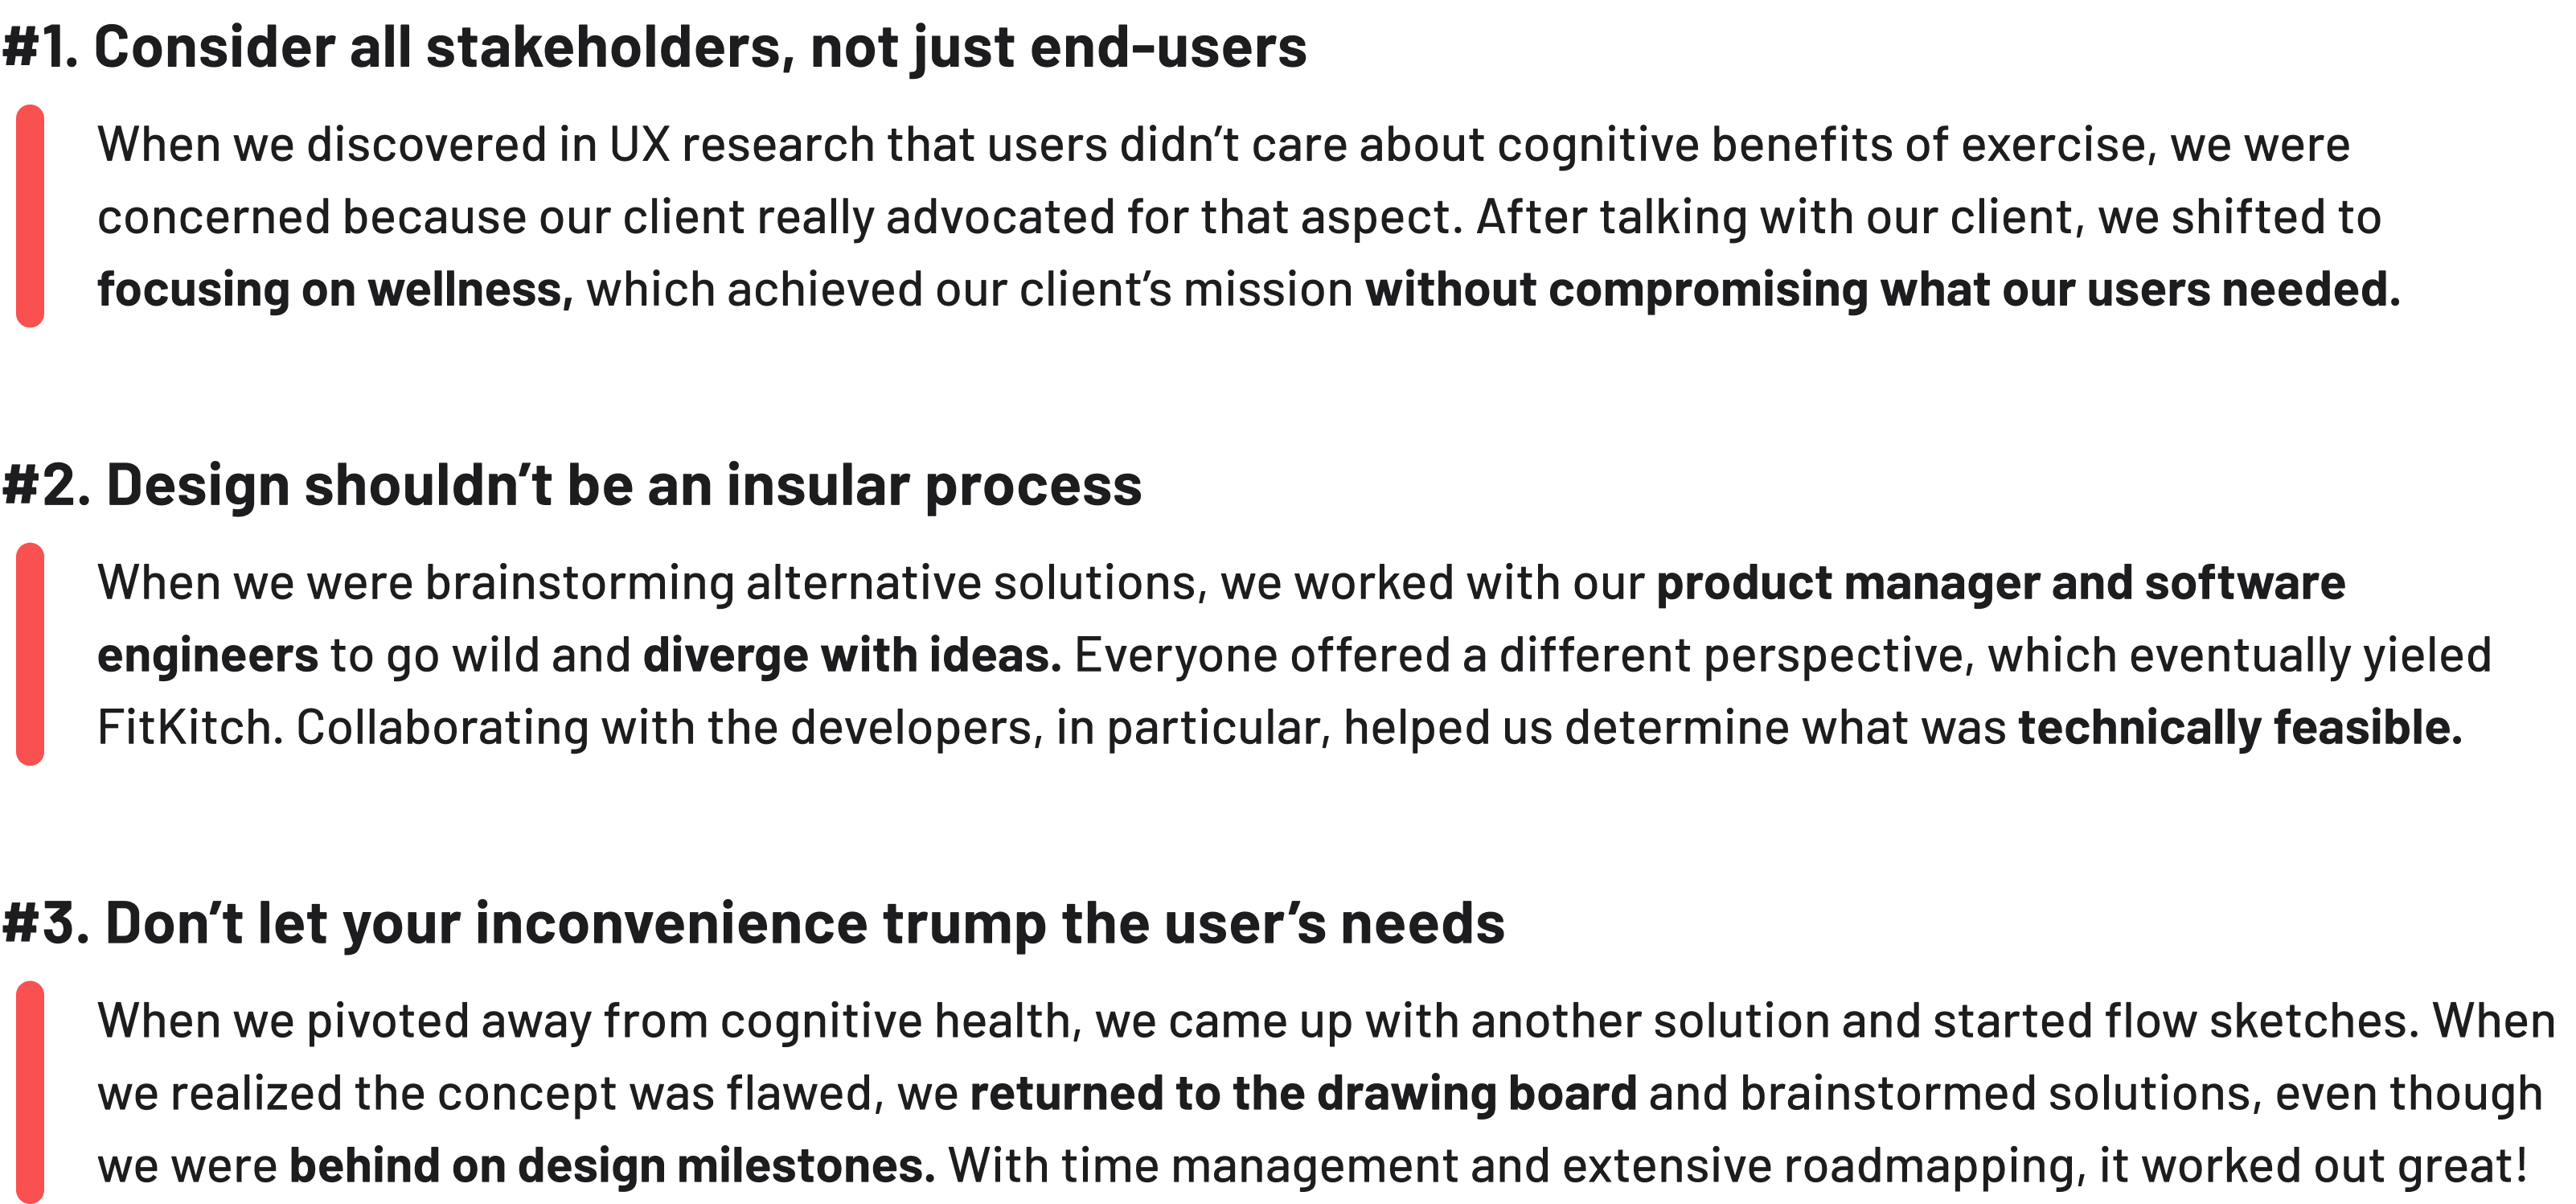 #1. Consider all stakeholders, not just end-users
When we discovered in UX research that users didn’t care about cognitive benefits of exercise, we were
concerned because our client really advocated for that aspect. After talking with our client, we shifted to
focusing on wellness, which achieved our client’s mission without compromising what our users needed.
#2. Design shouldn’t be an insular process
When we were brainstorming alternative solutions, we worked with our product manager and software
engineers to go wild and diverge with ideas. Everyone offered a different perspective, which eventually yieled
FitKitch. Collaborating with the developers, in particular, helped us determine what was technically feasible.
#3. Don’t let your inconvenience trump the user’s needs
When we pivoted away from cognitive health, we came up with another solution and started flow sketches. When
we realized the concept was flawed, we returned to the drawing board and brainstormed solutions, even though
we were behind on design milestones. With time management and extensive roadmapping, it worked out great!